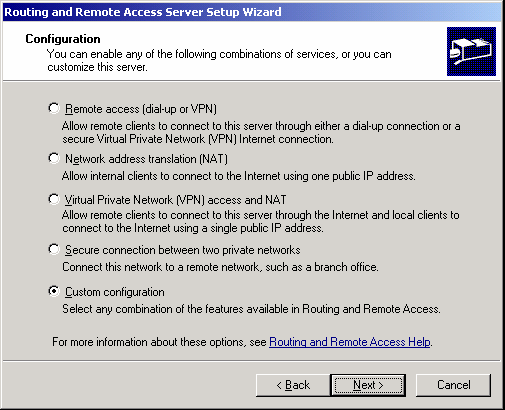 Routing and Remote Access Server Setup Wizard
Configuration
You can enable any of the following combinations of services, or you can
customize this server.
Remote access (dial-up or VPN)
Allow remote clients to connect to this server through either a dial-up connection or a
secure Virtual Private Network (VPN) Internet connection.
Network address translation (NAT)
Allow internal clients to connect to the Internet using one public IP address.
Virtual Private Network (VPN) access and NAT
Allow remote clients to connect to this server through the Internet and local clients to
connect to the Internet using a single public IP address.
Secure connection between two private networks
Connect this network to a remote network, such as a branch office.
Custom configuration
Select any combination of the features available in Routing and Remote Access.
For more information about these options, see Routing and Remote Access Help.
< Back Next > Cancel